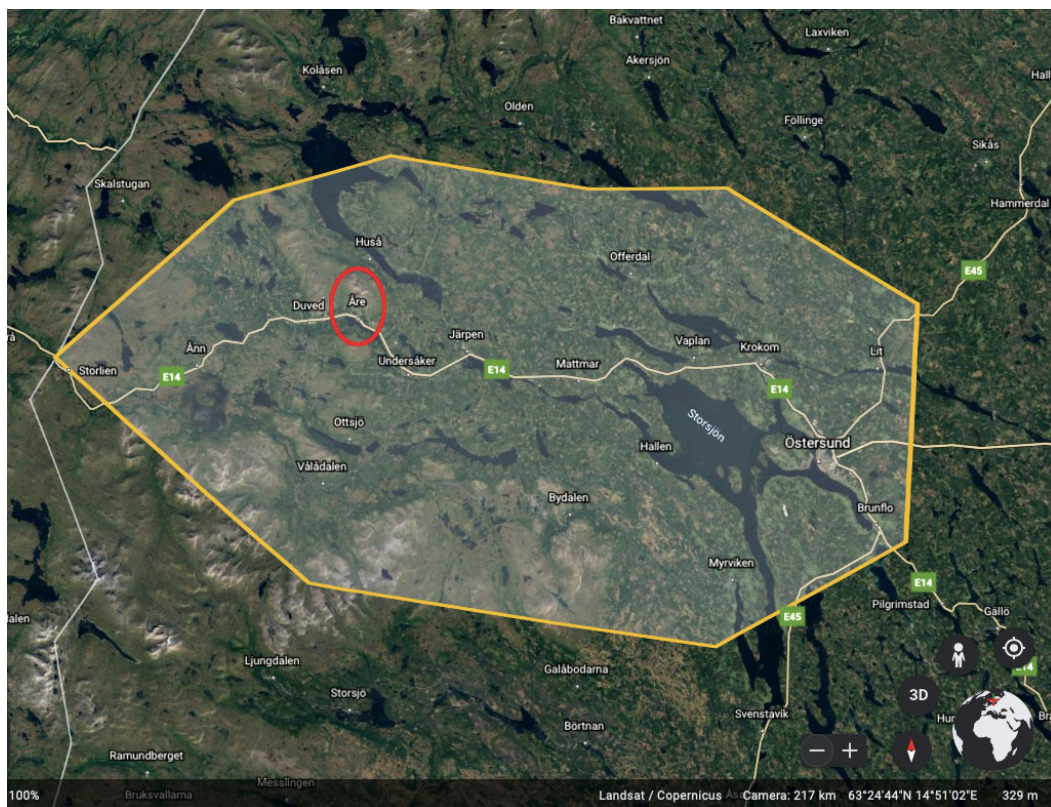 Bakvattnet
Laxviken
Kolåsen
Akersjön
Hall
Olden
Föllinge
Sikås
Skalstugan
Hammerdal
Huså
Offerdal
E45
Duved
Åre
Järpen
Vaplan
Krokom
Lit
Ånn
Undersåker
Mattmar
Storlien
E14
E14
E14
Storsjön
Ottsjö
Hallen
Östersund
Vålådalen
Bydalen
Brunflo
Myrviken
E14
Pilgrimstad
Gällö
E45
dalen
Ljungdalen
Galåbodarna
Storsjö
3D
Svenstavik
Börtnan
Ramundberget
Messlingen
100%
Bruksvallarna
Landsat / Copernicus
Camera: 217 km
63°24'44"N 14°51'02"E
329 m